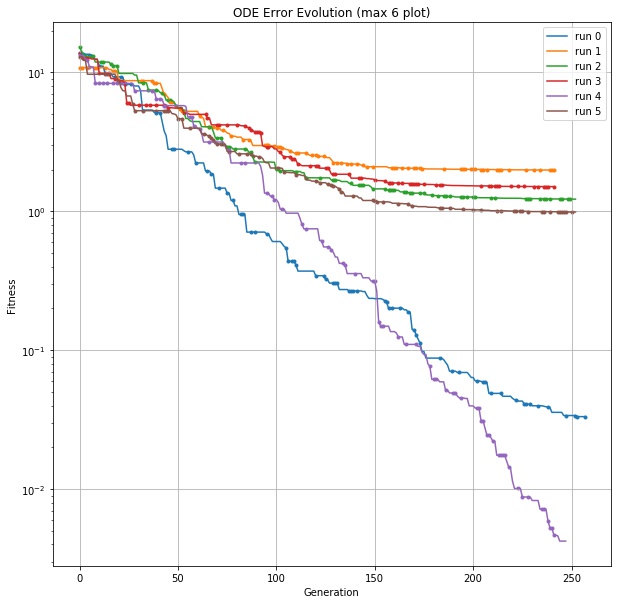 ODE Error Evolution (max 6 plot)
run 0
run 1
run 2
run 3
run 4
run 5
10¹
10⁰
10⁻¹
10⁻²
Fitness
0
50
100
150
200
250
Generation